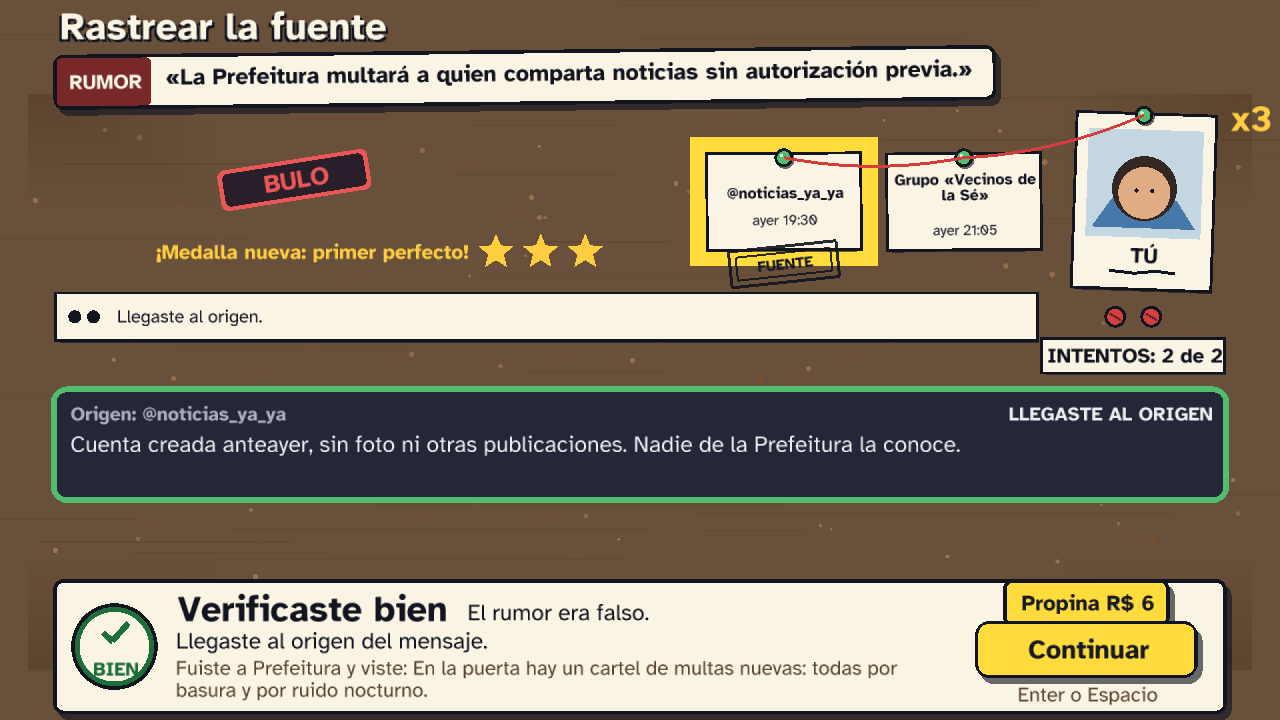 Rastrear la fuente
RUMOR
«La Prefeitura multará a quien comparta noticias sin autorización previa.»
x3
BULO
@noticias_ya_ya
ayer 19:30
FUENTE
Grupo «Vecinos de
la Sé»
ayer 21:05
TÚ
¡Medalla nueva: primer perfecto!
Llegaste al origen.
INTENTOS: 2 de 2
Origen: @noticias_ya_ya
LLEGASTE AL ORIGEN
Cuenta creada anteayer, sin foto ni otras publicaciones. Nadie de la Prefeitura la conoce.
BIEN
Verificaste bien
El rumor era falso.
Llegaste al origen del mensaje.
Fuiste a Prefeitura y viste: En la puerta hay un cartel de multas nuevas: todas por
basura y por ruido nocturno.
Propina R$ 6
Continuar
Enter o Espacio